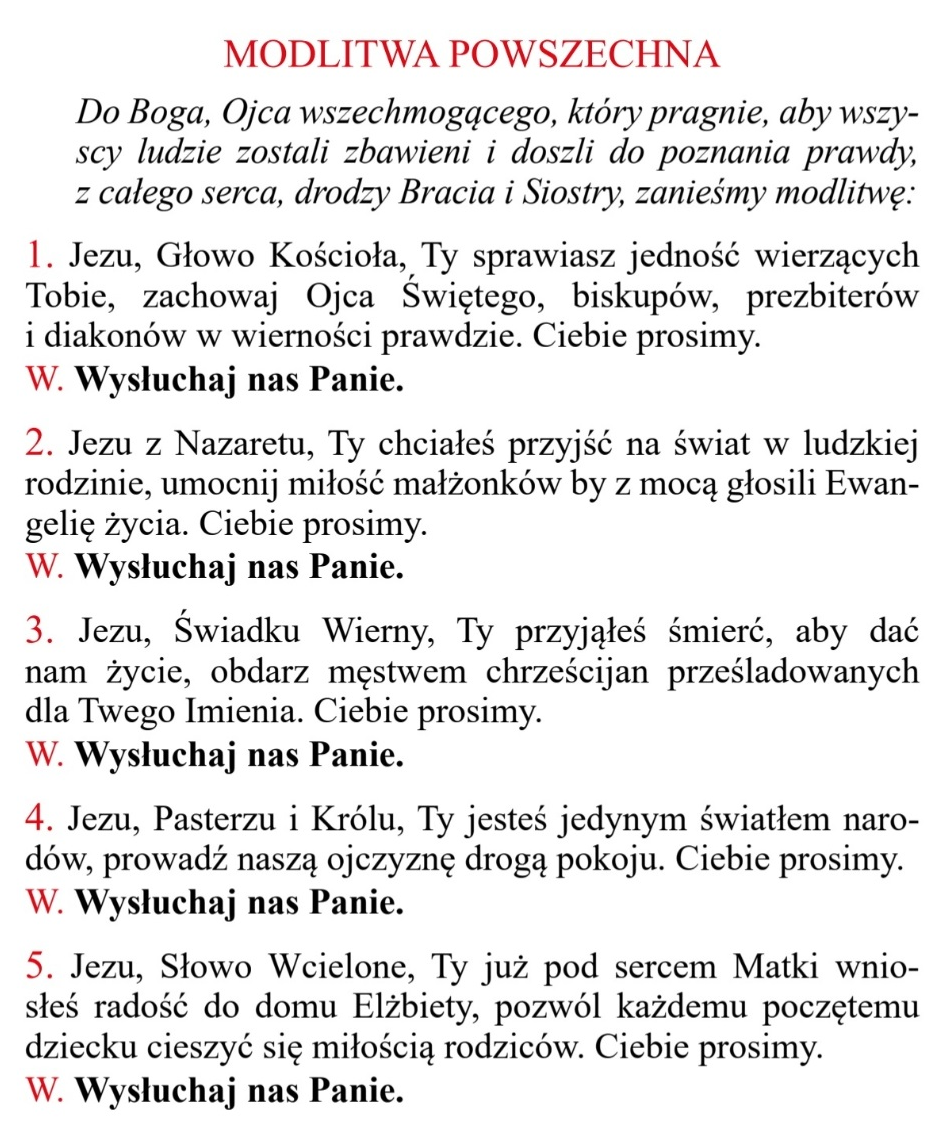 MODLITWA POWSZECHNA
Do Boga, Ojca wszechmogącego, który pragnie, aby wszy-
scy ludzie zostali zbawieni i doszli do poznania prawdy,
z całego serca, drodzy Bracia i Siostry, zanieśmy modlitwę:
1. Jezu, Głowo Kościoła, Ty sprawiasz jedność wierzących
Tobie, zachowaj Ojca Świętego, biskupów, prezbiterów
i diakonów w wierności prawdzie. Ciebie prosimy.
W. Wysłuchaj nas Panie.
2. Jezu z Nazaretu, Ty chciałeś przyjść na świat w ludzkiej
rodzinie, umocnij miłość małżonków by z mocą głosili Ewan-
gelię życia. Ciebie prosimy.
W. Wysłuchaj nas Panie.
3. Jezu, Świadku Wierny, Ty przyjąłeś śmierć, aby dać
nam życie, obdarz męstwem chrześcijan prześladowanych
dla Twego Imienia. Ciebie prosimy.
W. Wysłuchaj nas Panie.
4. Jezu, Pasterzu i Królu, Ty jesteś jedynym światłem naro-
dów, prowadź naszą ojczyznę drogą pokoju. Ciebie prosimy.
W. Wysłuchaj nas Panie.
5. Jezu, Słowo Wcielone, Ty już pod sercem Matki wnio-
słeś radość do domu Elżbiety, pozwól każdemu poczętemu
dziecku cieszyć się miłością rodziców. Ciebie prosimy.
W. Wysłuchaj nas Panie.